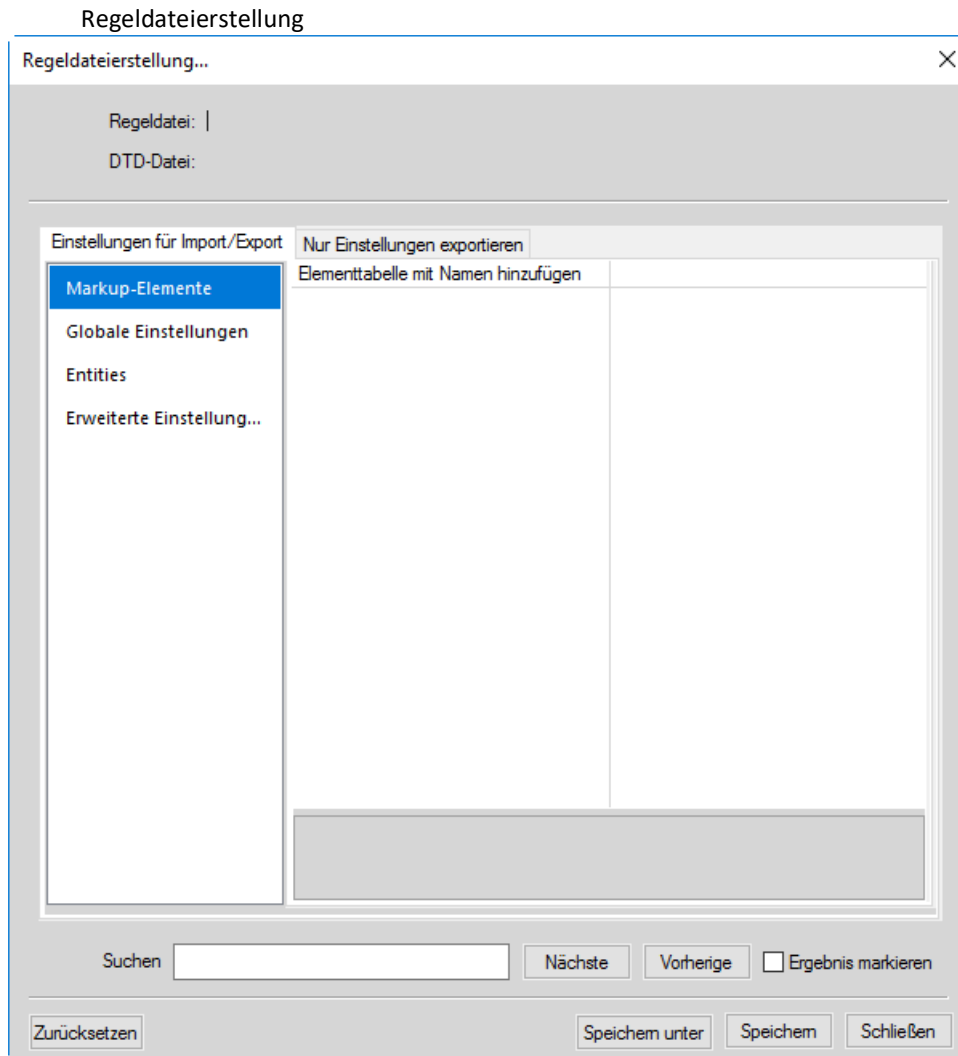 Regeldateierstellung
Regeldateierstellung...
Regeldatei:
DTD-Datei:
Einstellungen für Import/Export
Nur Einstellungen exportieren
Markup-Elemente
Globale Einstellungen
Entities
Erweiterte Einstellung...
Elementtabelle mit Namen hinzufügen
Suchen
Nächste
Vorherige
Ergebnis markieren
Zurücksetzen
Speichern unter
Speichern
Schließen